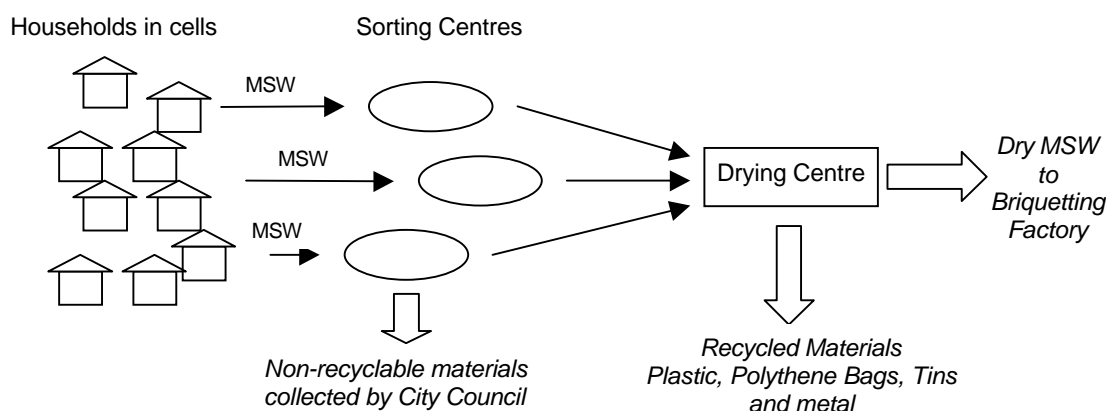 Households in cells
Sorting Centres
MSW
MSW
MSW
Drying Centre
Dry MSW
to
Briquetting
Factory
Non-recyclable materials
collected by City Council
Recycled Materials
Plastic, Polythene Bags, Tins
and metal